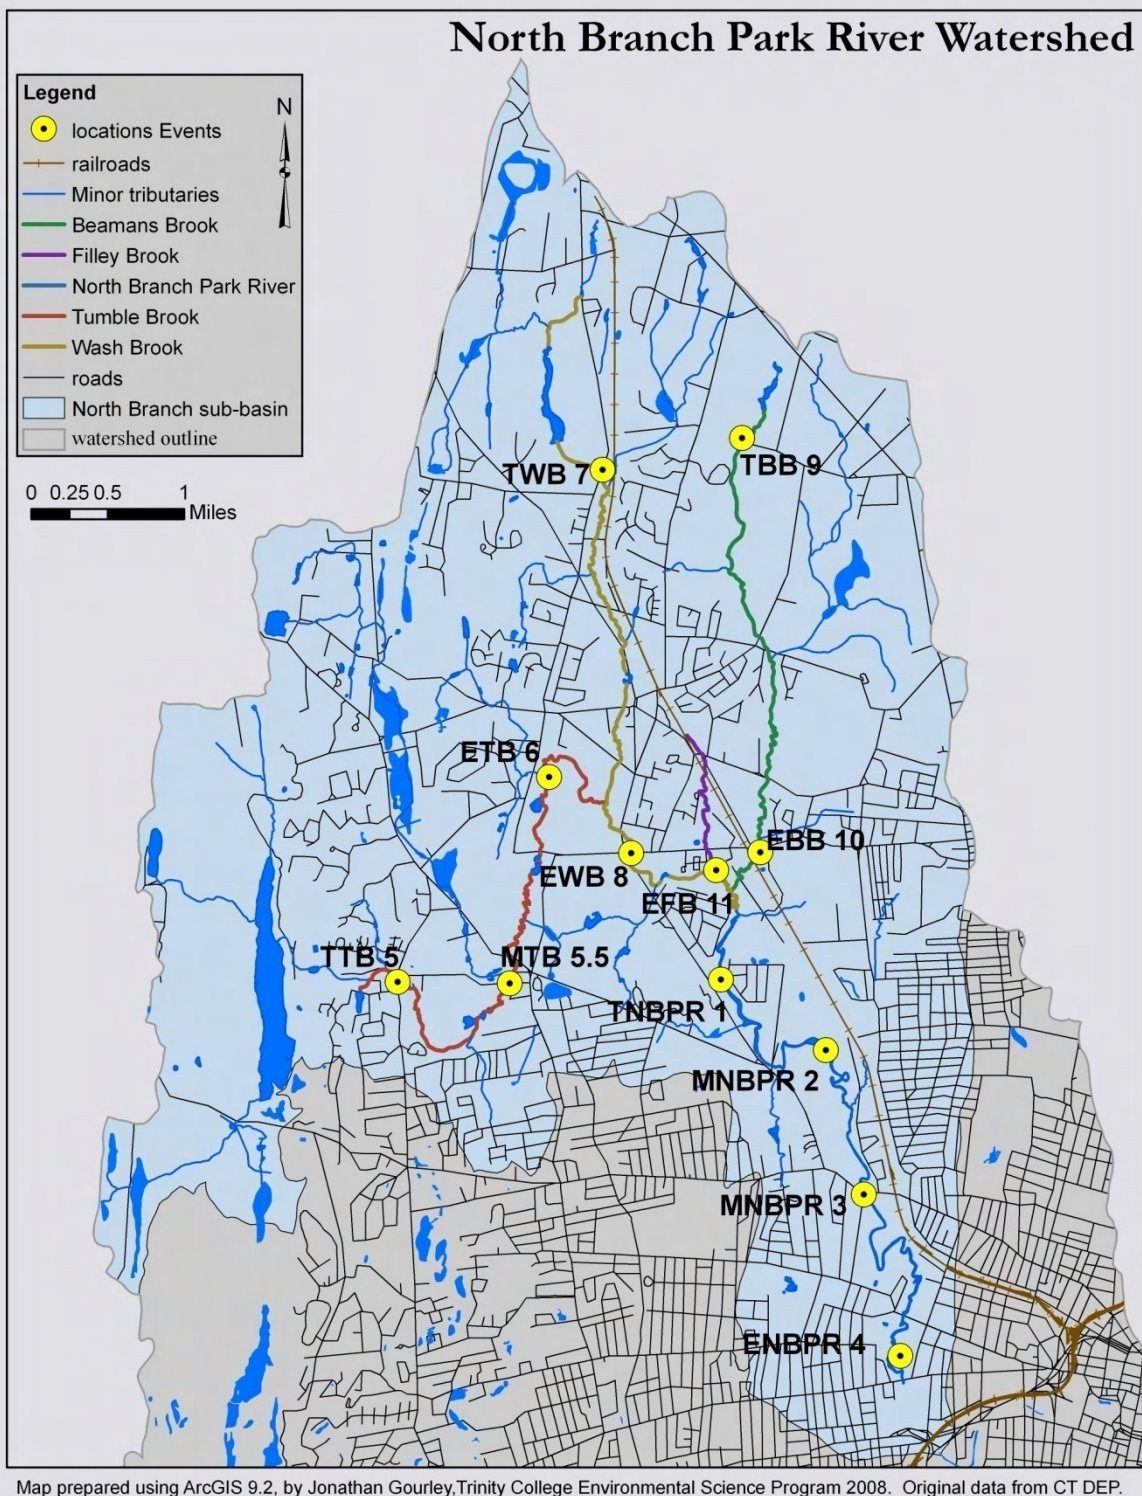 North Branch Park River Watershed
Legend
N
locations Events
railroads
Minor tributaries
Beamans Brook
Filley Brook
North Branch Park River
Tumble Brook
Wash Brook
roads
North Branch sub-basin
watershed outline
0 0.25 0.5 1
Miles
TWB 7
TBB 9
ETB 6
EBB 10
EWB 8
EFB 11
TTB 5
MTB 5.5
TNBPR 1
MNBPR 2
MNBPR 3
ENBPR 4
Map prepared using ArcGIS 9.2, by Jonathan Gourley,Trinity College Environmental Science Program 2008. Original data from CT DEP.